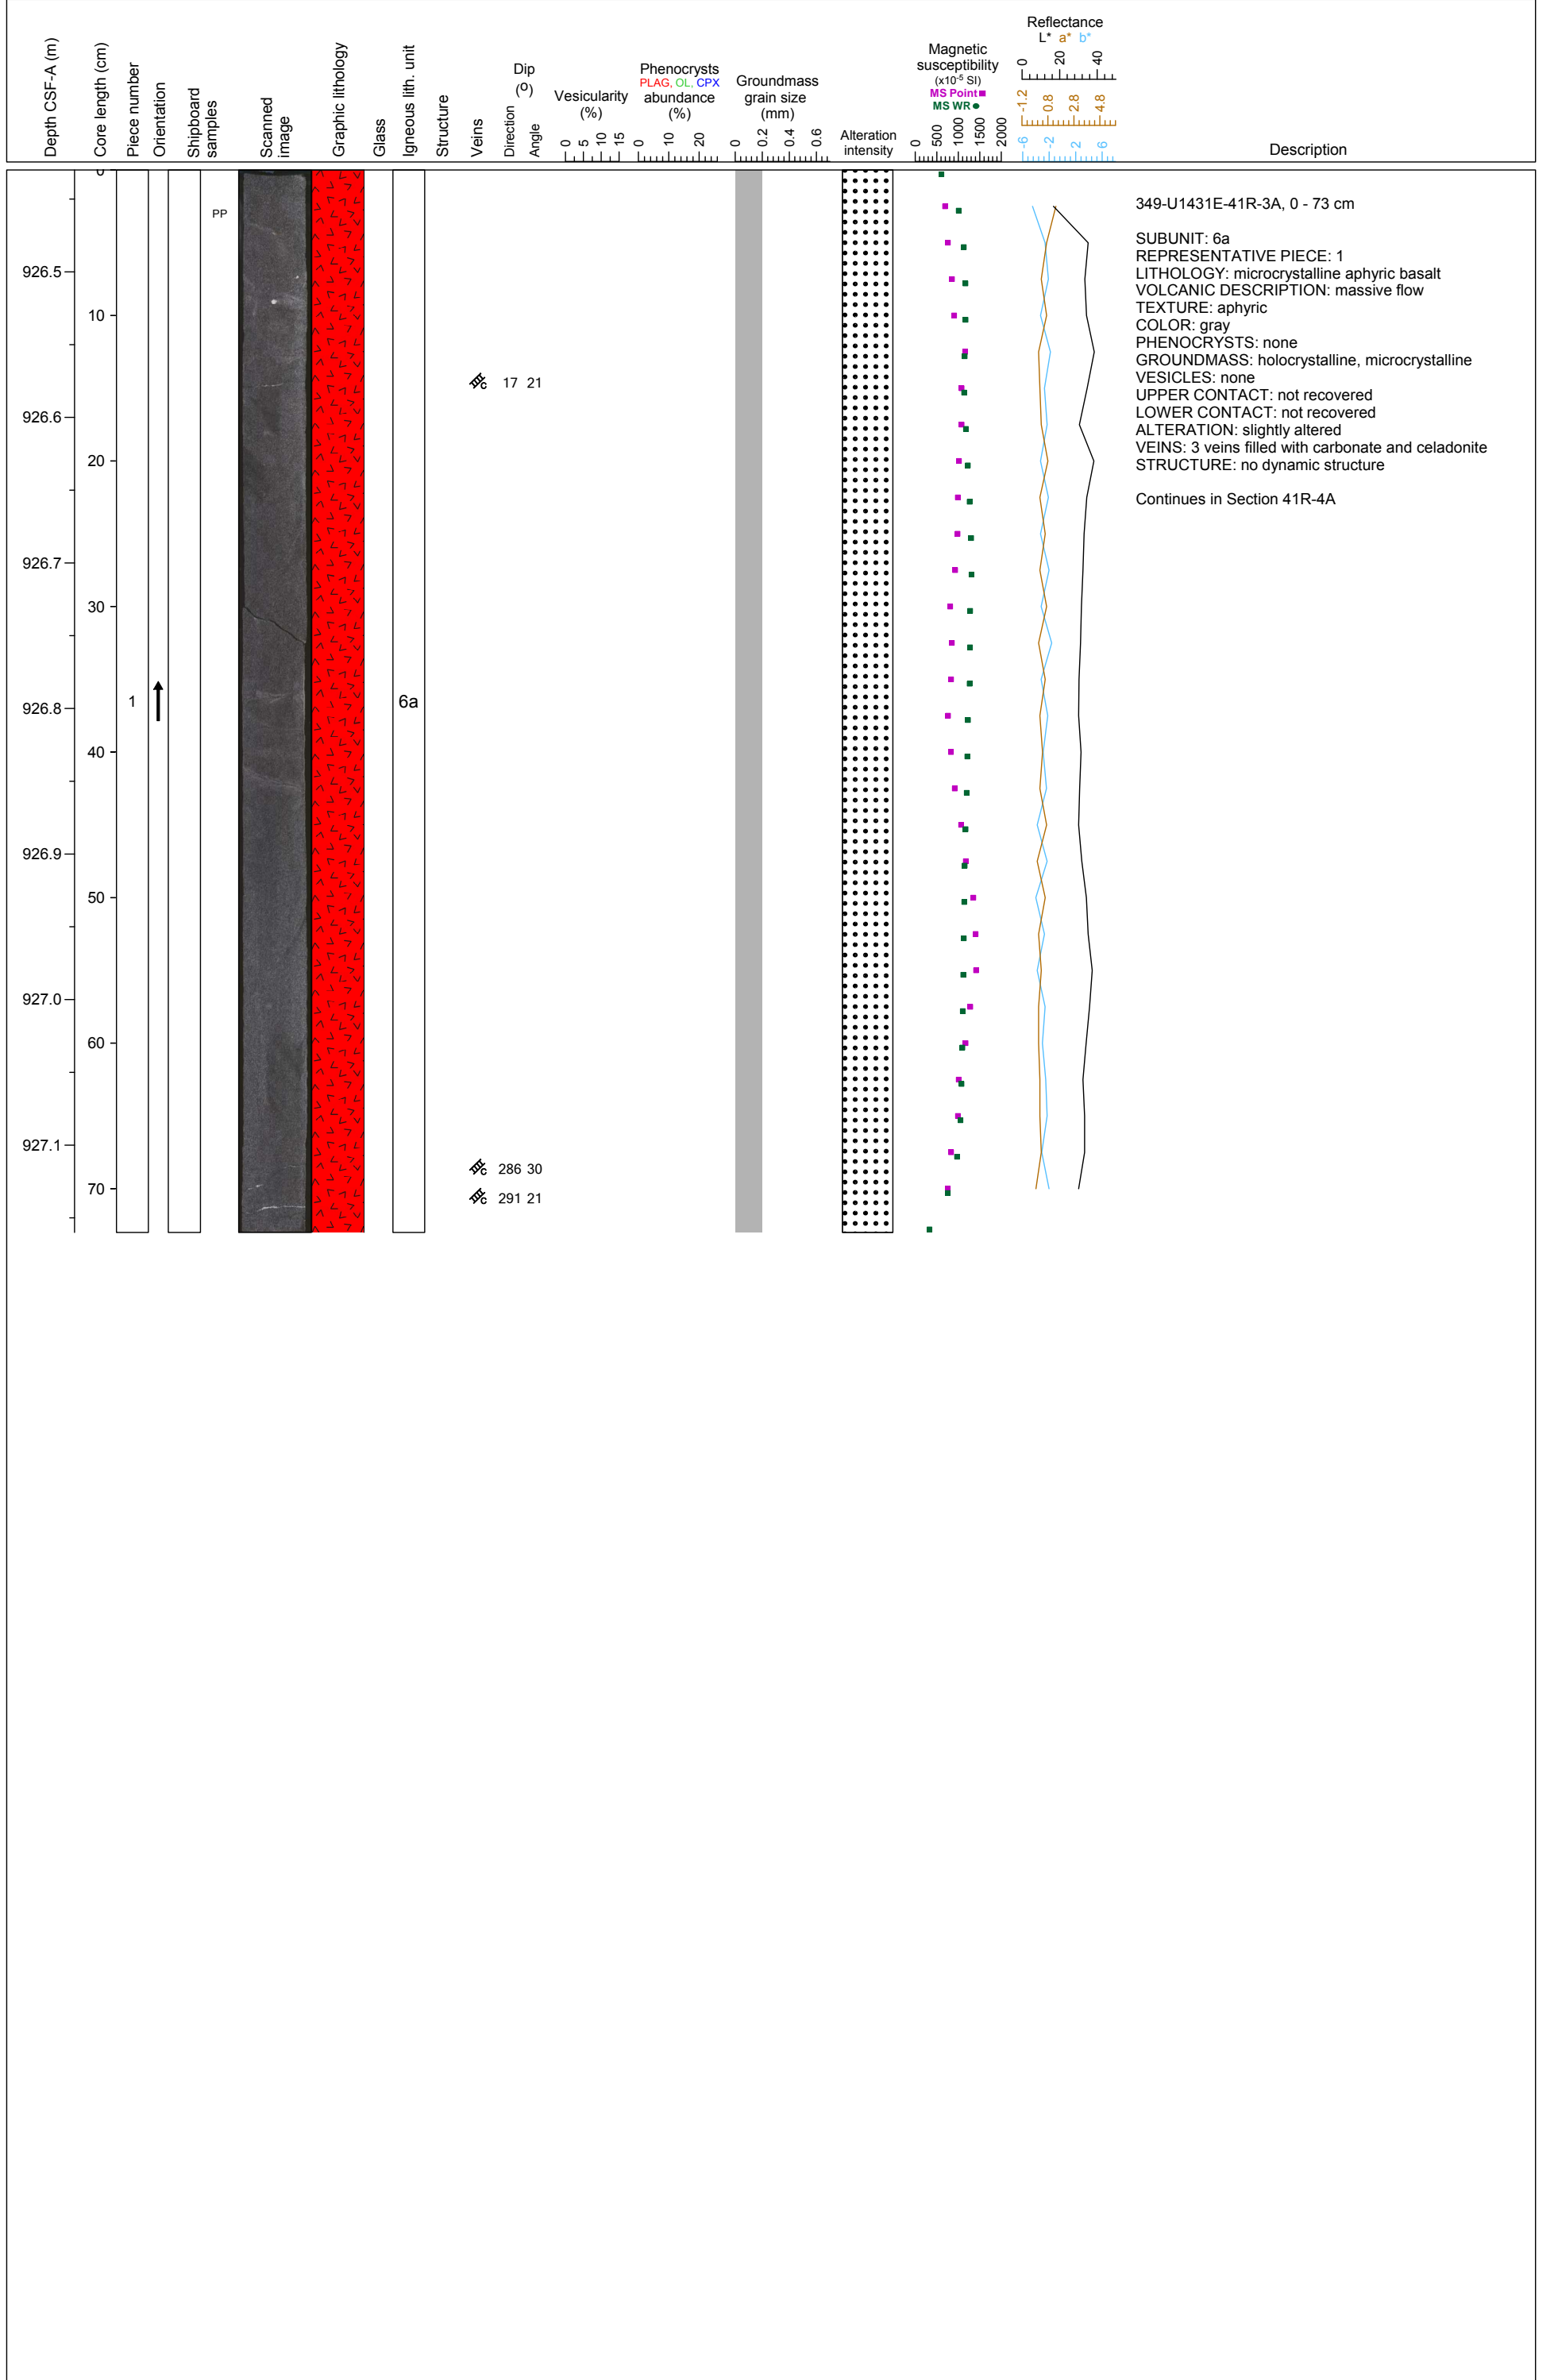 Depth CSF-A (m)
Core length (cm)
Piece number
Orientation
Shipboard
samples
Scanned
image
Graphic lithology
Glass
Igneous lith. unit
Structure
Veins
Dip
(o)
Direction
Angle
Vesicularity
(%)
0 5 10 15
Phenocrysts
PLAG, OL, CPX
abundance
(%)
0 10 20
Groundmass
grain size
(mm)
0 0.2 0.4 0.6
Alteration
intensity
Magnetic
susceptibility
(x10-5 SI)
MS Point
MS WR
0 500 1000 1500 2000
Reflectance
L* a* b*
0 20 40
-1.2 0.8 2.8 4.8
-6 -2 2 6
Description
0
PP
926.5
10
17 21
926.6
20
926.7
30
1
6a
926.8
40
926.9
50
927.0
60
927.1
286 30
70
291 21
349-U1431E-41R-3A, 0 - 73 cm
SUBUNIT: 6a
REPRESENTATIVE PIECE: 1
LITHOLOGY: microcrystalline aphyric basalt
VOLCANIC DESCRIPTION: massive flow
TEXTURE: aphyric
COLOR: gray
PHENOCRYSTS: none
GROUNDMASS: holocrystalline, microcrystalline
VESICLES: none
UPPER CONTACT: not recovered
LOWER CONTACT: not recovered
ALTERATION: slightly altered
VEINS: 3 veins filled with carbonate and celadonite
STRUCTURE: no dynamic structure
Continues in Section 41R-4A